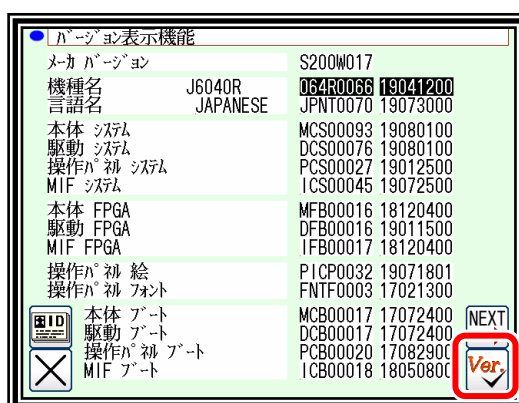 バージョン表示機能
メーカ バージョン S200W017
機種名 J6040R 064R0066 19041200
言語名 JAPANESE JPNT0070 19073000
本体 システム MCS00093 19080100
駆動 システム DCS00076 19080100
操作パネル システム PCS00027 19012500
MIF システム ICS00045 19072500
本体 FPGA MFB00016 18120400
駆動 FPGA DFB00016 19011500
MIF FPGA IFB00017 18120400
操作パネル 絵 PICP0032 19071801
操作パネル フォント FNTF0003 17021300
本体 ブート MCB00017 17072400
駆動 ブート DCB00017 17072400
操作パネル ブート PCB00020 17082900
MIF ブート ICB00018 18050800
ID
NEXT
Ver.